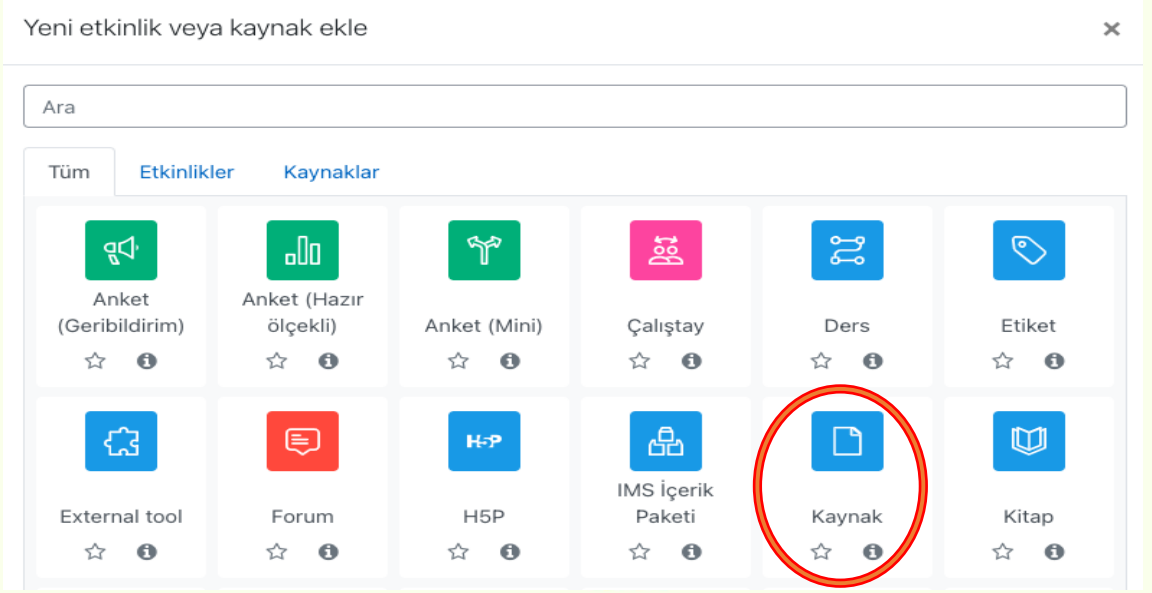 Yeni etkinlik veya kaynak ekle
Ara
Tüm
Etkinlikler
Kaynaklar
Anket
(Geribildirim)
Anket (Hazır
ölçekli)
Anket (Mini)
Çalıştay
Ders
Etiket
External tool
Forum
H5P
H5P
IMS İçerik
Paketi
Kaynak
Kitap